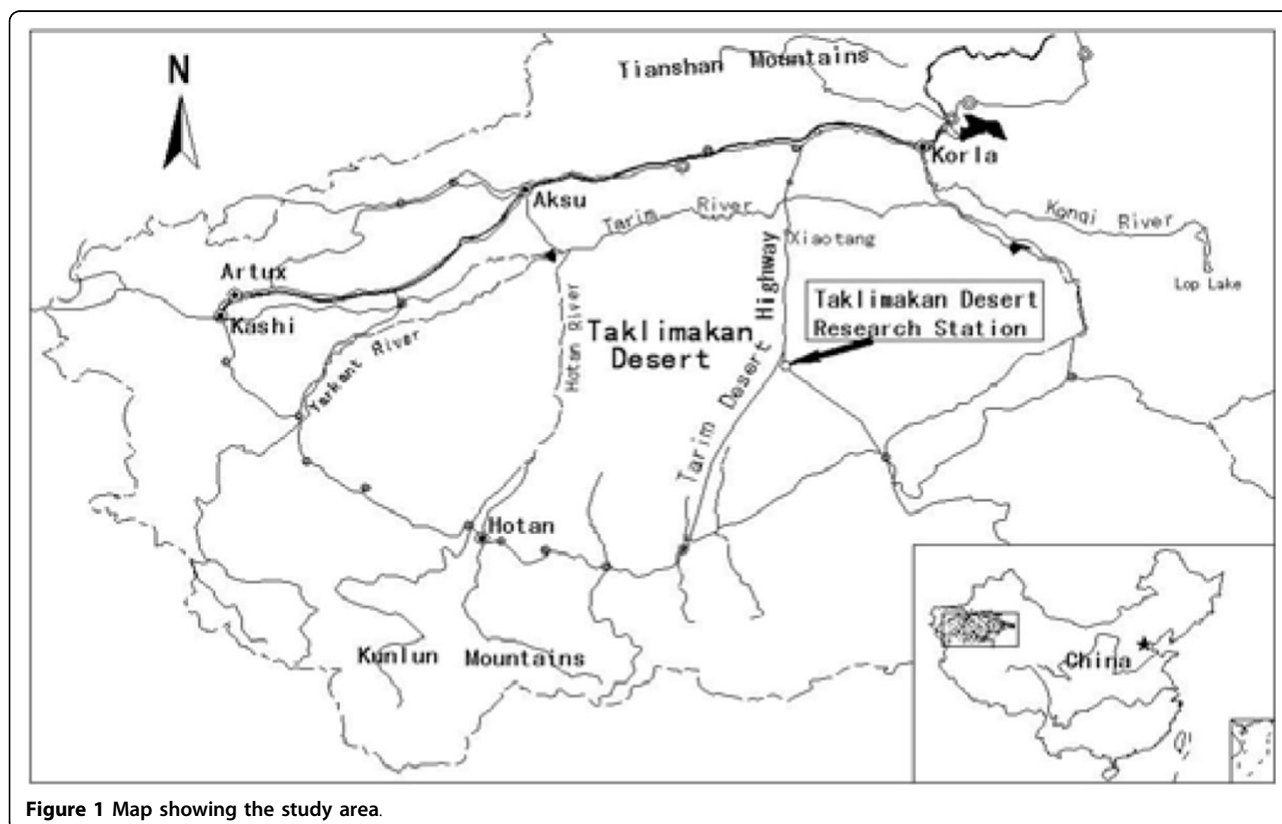 Tianshan Mountains
N
Korla
Aksu
Tarim River
Konqi River
Xiaotang
Artux
Kashi
Lop Lake
Taklimakan Desert
Research Station
Taklimakan
Desert
Hotan River
Yarkant River
Tarim Desert Highway
Hotan
Kunlun Mountains
China
Figure 1 Map showing the study area.